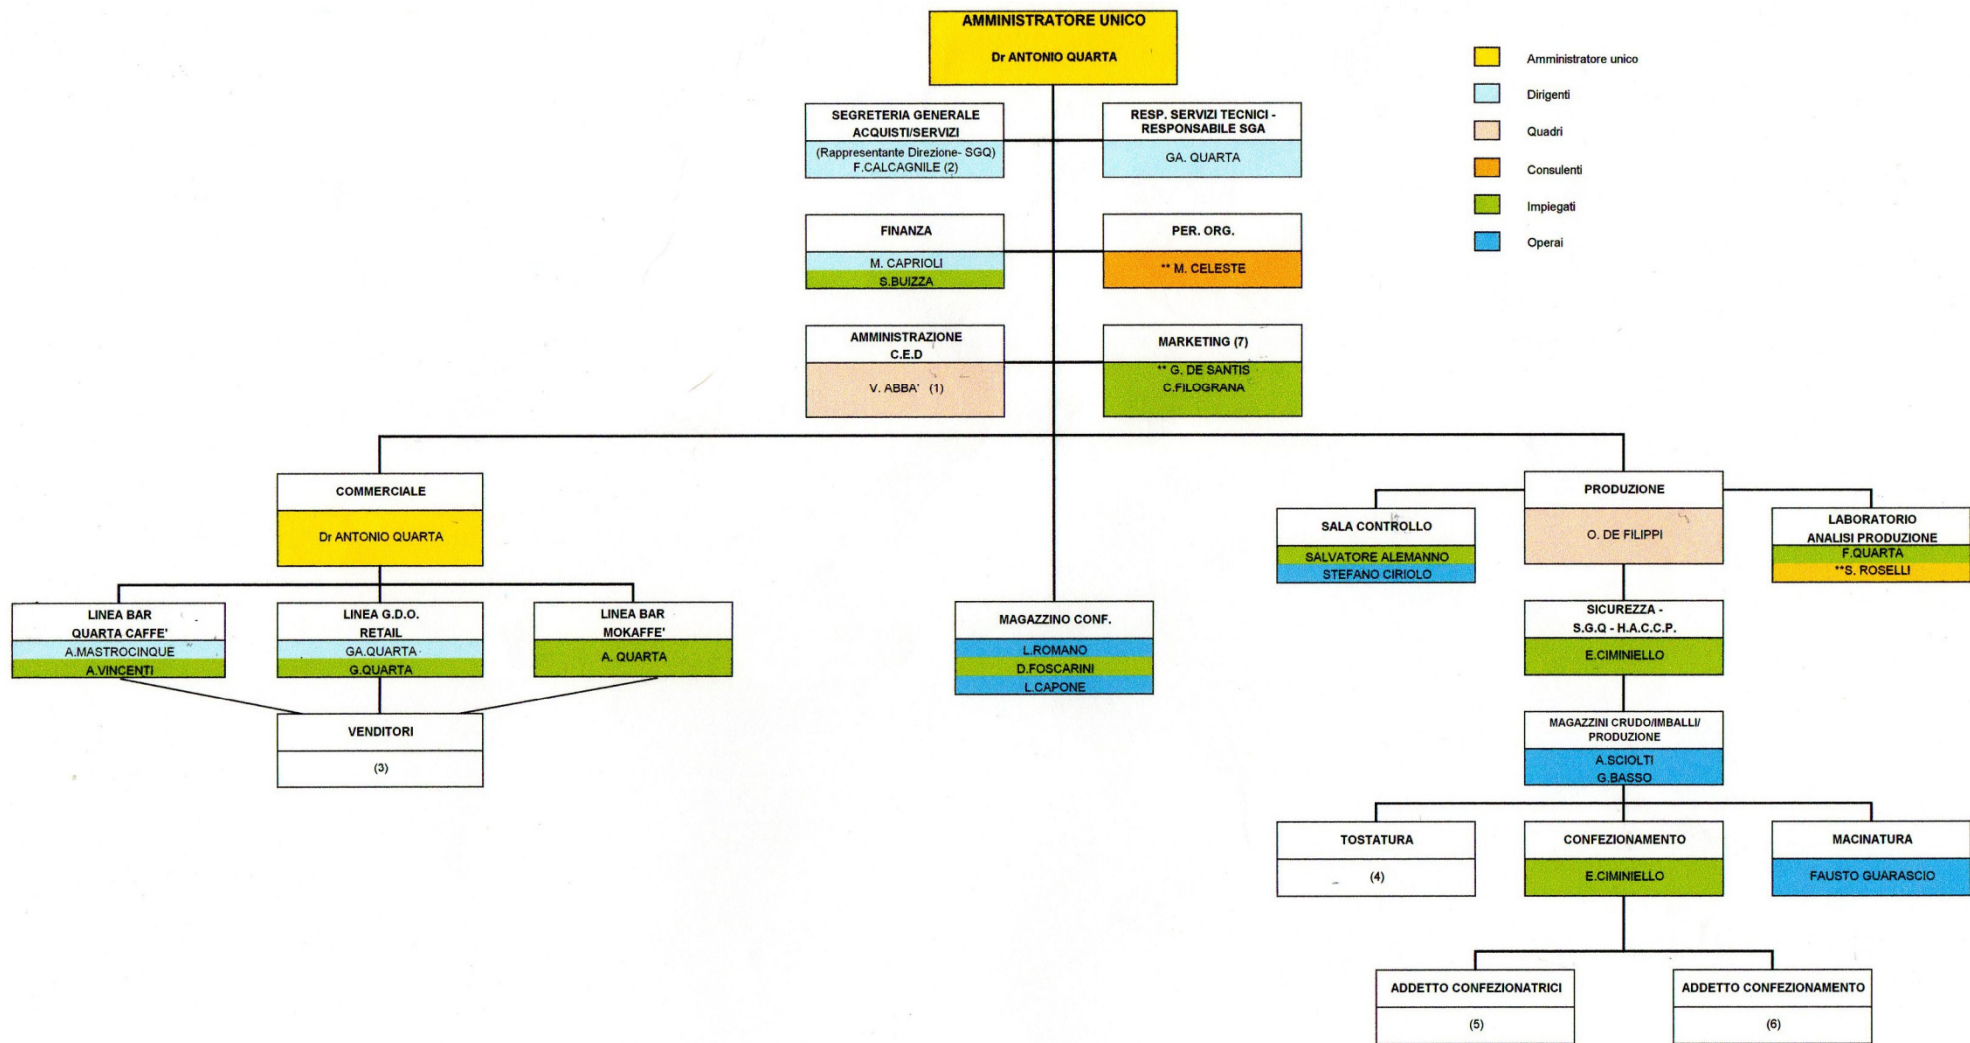 AMMINISTRATORE UNICO
Dr ANTONIO QUARTA
Amministratore unico
Dirigenti
Quadri
Consulenti
Impiegati
Operai
SEGRETERIA GENERALE
ACQUISTI/SERVIZI
(Rappresentante Direzione- SGQ)
F.CALCAGNILE (2)
RESP. SERVIZI TECNICI -
RESPONSABILE SGA
GA. QUARTA
FINANZA
M. CAPRIOLI
S.BUIZZA
PER. ORG.
** M. CELESTE
AMMINISTRAZIONE
C.E.D
V. ABBA' (1)
MARKETING (7)
** G. DE SANTIS
C.FILOGRANA
COMMERCIALE
Dr ANTONIO QUARTA
LINEA BAR
QUARTA CAFFE'
A.MASTROCINQUE
A.VINCENTI
LINEA G.D.O.
RETAIL
GA.QUARTA
G.QUARTA
LINEA BAR
MOKAFFE'
A. QUARTA
VENDITORI
(3)
MAGAZZINO CONF.
L.ROMANO
D.FOSCARINI
L.CAPONE
PRODUZIONE
O. DE FILIPPI
SALA CONTROLLO
SALVATORE ALEMANNO
STEFANO CIRIOLO
LABORATORIO
ANALISI PRODUZIONE
F.QUARTA
**S. ROSELLI
SICUREZZA -
S.G.Q - H.A.C.C.P.
E.CIMINIELLO
MAGAZZINI CRUDO/IMBALLI/
PRODUZIONE
A.SCIOLTI
G.BASSO
TOSTATURA
(4)
CONFEZIONAMENTO
E.CIMINIELLO
MACINATURA
FAUSTO GUARASCIO
ADDETTO CONFEZIONATRICI
(5)
ADDETTO CONFEZIONAMENTO
(6)